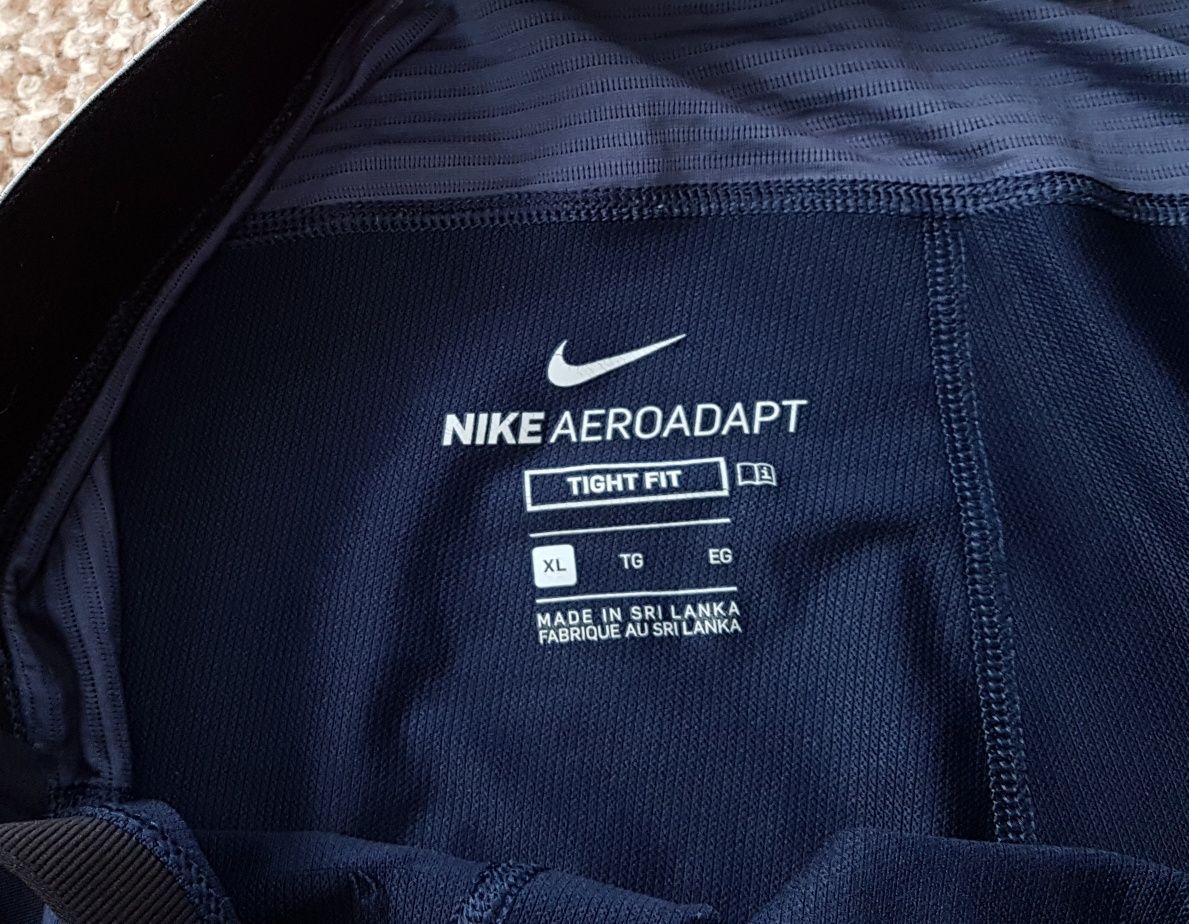 NIKE AEROADAPT
TIGHT FIT
XL TG EG
MADE IN SRI LANKA
FABRIQUE AU SRI LANKA